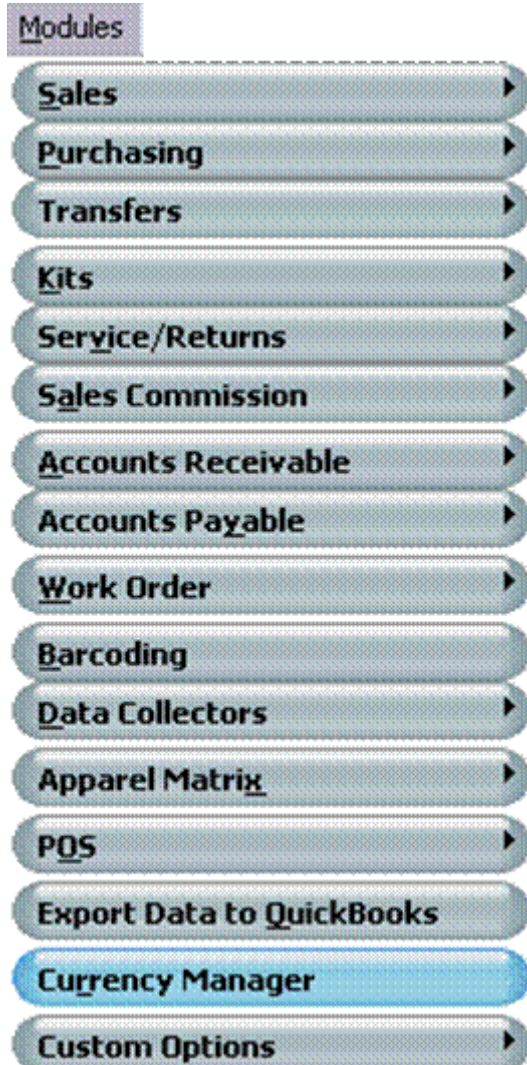 Modules
Sales
Purchasing
Transfers
Kits
Service/Returns
Sales Commission
Accounts Receivable
Accounts Payable
Work Order
Barcoding
Data Collectors
Apparel Matrix
POS
Export Data to QuickBooks
Currency Manager
Custom Options